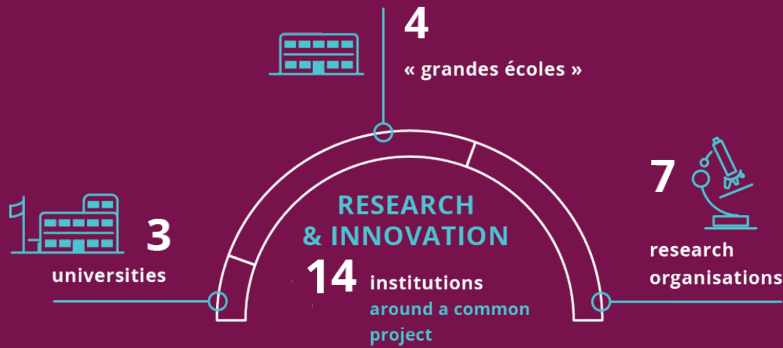 4
« grandes écoles »
3
universities
RESEARCH
& INNOVATION
14 institutions
around a common
project
7
research
organisations